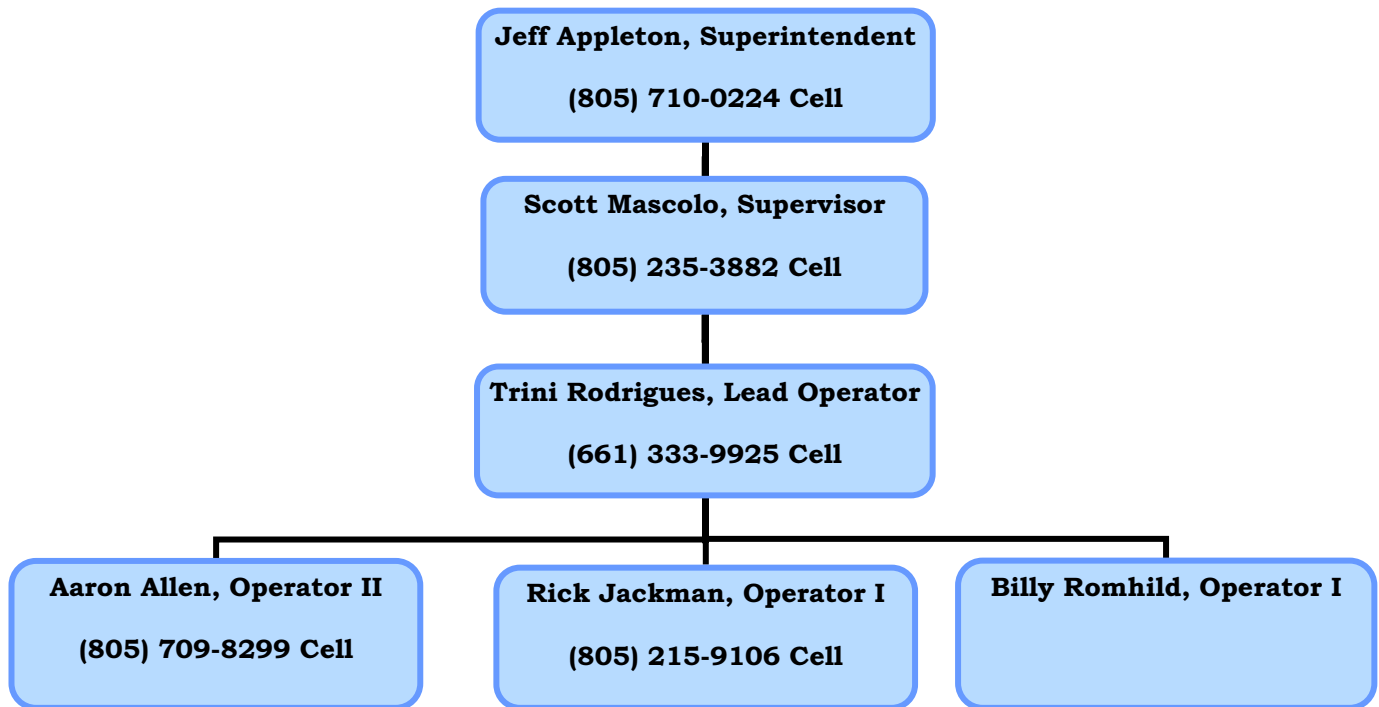 Jeff Appleton, Superintendent
(805) 710-0224 Cell
Scott Mascolo, Supervisor
(805) 235-3882 Cell
Trini Rodrigues, Lead Operator
(661) 333-9925 Cell
Aaron Allen, Operator II
(805) 709-8299 Cell
Rick Jackman, Operator I
(805) 215-9106 Cell
Billy Romhild, Operator I